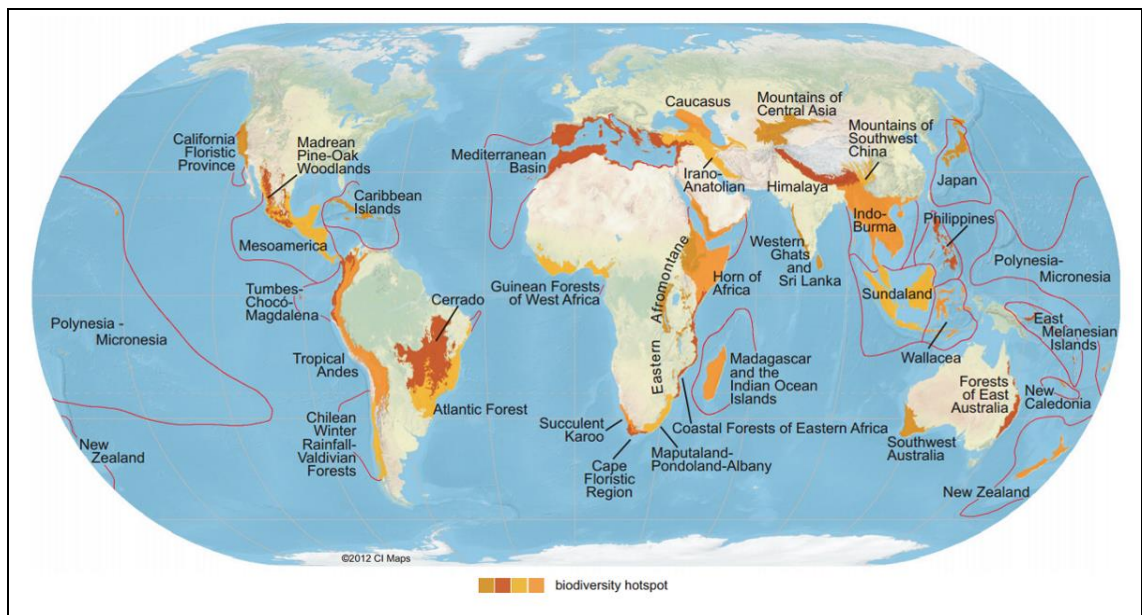 California
Floristic
Province
Madrean
Pine-Oak
Woodlands
Caribbean
Islands
Mesoamerica
Tumbes-
Chocó-
Magdalena
Polynesia -
Micronesia
Cerrado
Tropical
Andes
Atlantic Forest
Chilean
Winter
Rainfall-
Valdivian
Forests
New
Zealand
Mediterranean
Basin
Caucasus
Mountains of
Central Asia
Mountains of
Southwest
China
Irano-
Anatolian
Himalaya
Japan
Indo-
Burma
Philippines
Western
Ghats
and
Sri Lanka
Polynesia-
Micronesia
Guinean Forests
of West Africa
Eastern Afromontane
Horn of
Africa
Sundaland
Wallacea
East
Melanesian
Islands
Madagascar
and the
Indian Ocean
Islands
Forests
of East
Australia
New
Caledonia
Succulent
Karoo
Coastal Forests of Eastern Africa
Cape
Floristic
Region
Maputaland-
Pondoland-Albany
Southwest
Australia
New Zealand
©2012 CI Maps
biodiversity hotspot